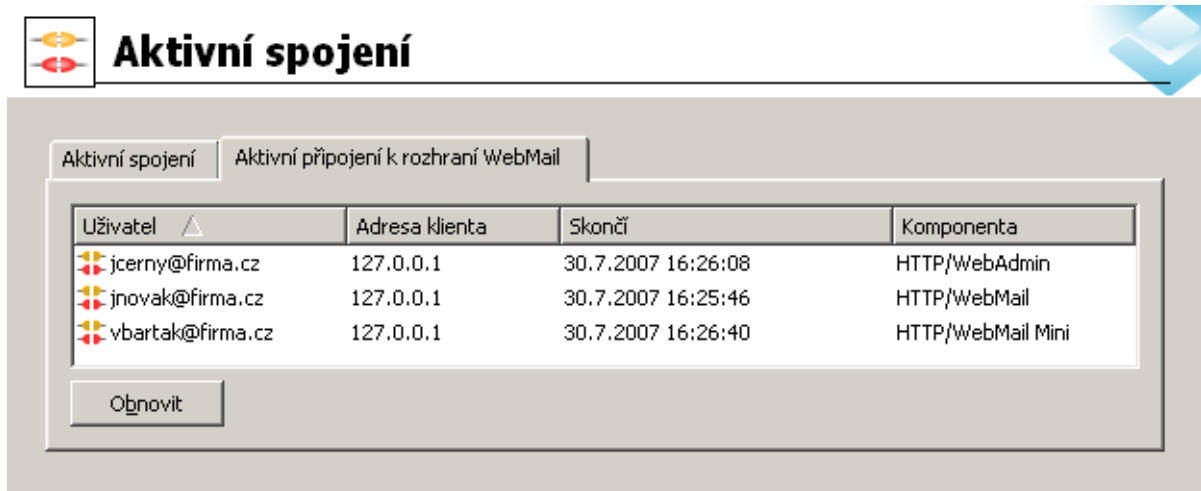 Aktivní spojení
Aktivní spojení Aktivní připojení k rozhraní WebMail
Uživatel Adresa klienta Skončí Komponenta
jcerny@firma.cz 127.0.0.1 30.7.2007 16:26:08 HTTP/WebAdmin
jnovak@firma.cz 127.0.0.1 30.7.2007 16:25:46 HTTP/WebMail
vbartak@firma.cz 127.0.0.1 30.7.2007 16:26:40 HTTP/WebMail Mini
Obnovit